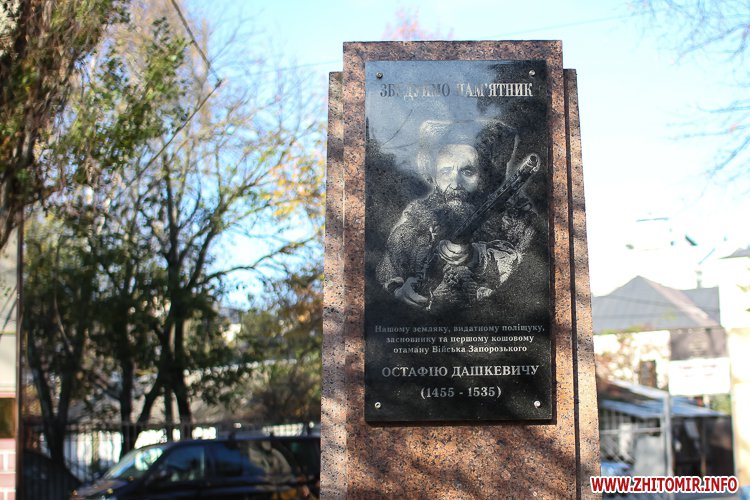 ЗБУДУЙМО ПАМ'ЯТНИК
Нашому земляку, видатному поліщуку,
засновнику та першому кошовому
отаману Війська Запорозького
ОСТАФІЮ ДАШКЕВИЧУ
(1455 - 1535)
WWW.ZHITOMIR.INFO